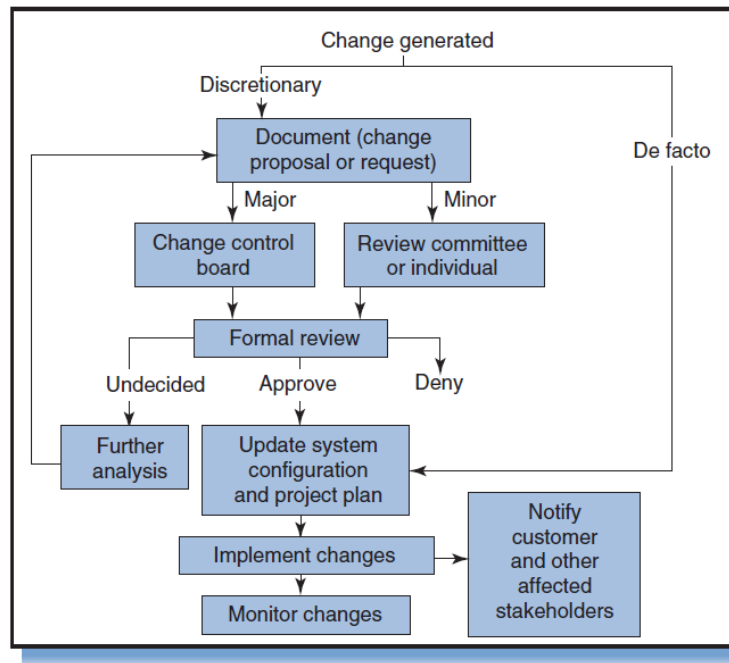 Change generated
Discretionary
Document (change
proposal or request)
De facto
Major
Minor
Change control
board
Review committee
or individual
Formal review
Undecided
Approve
Deny
Further
analysis
Update system
configuration
and project plan
Notify
customer
and other
affected
stakeholders
Implement changes
Monitor changes